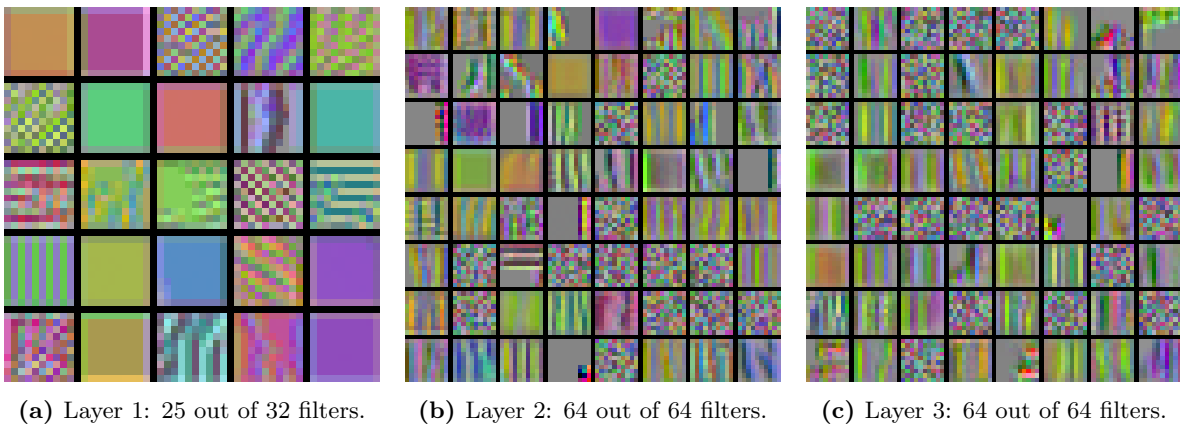 (a) Layer 1: 25 out of 32 filters.
(b) Layer 2: 64 out of 64 filters.
(c) Layer 3: 64 out of 64 filters.